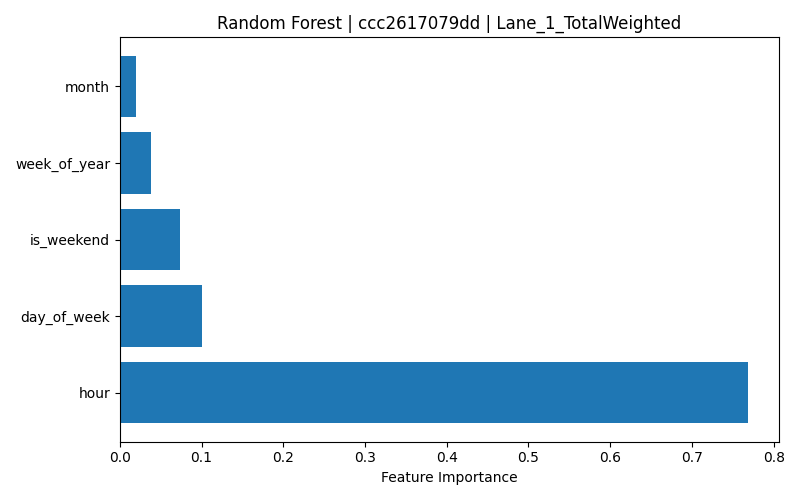 Random Forest | ccc2617079dd | Lane_1_TotalWeighted
month
week_of_year
is_weekend
day_of_week
hour
0.0 0.1 0.2 0.3 0.4 0.5 0.6 0.7 0.8
Feature Importance